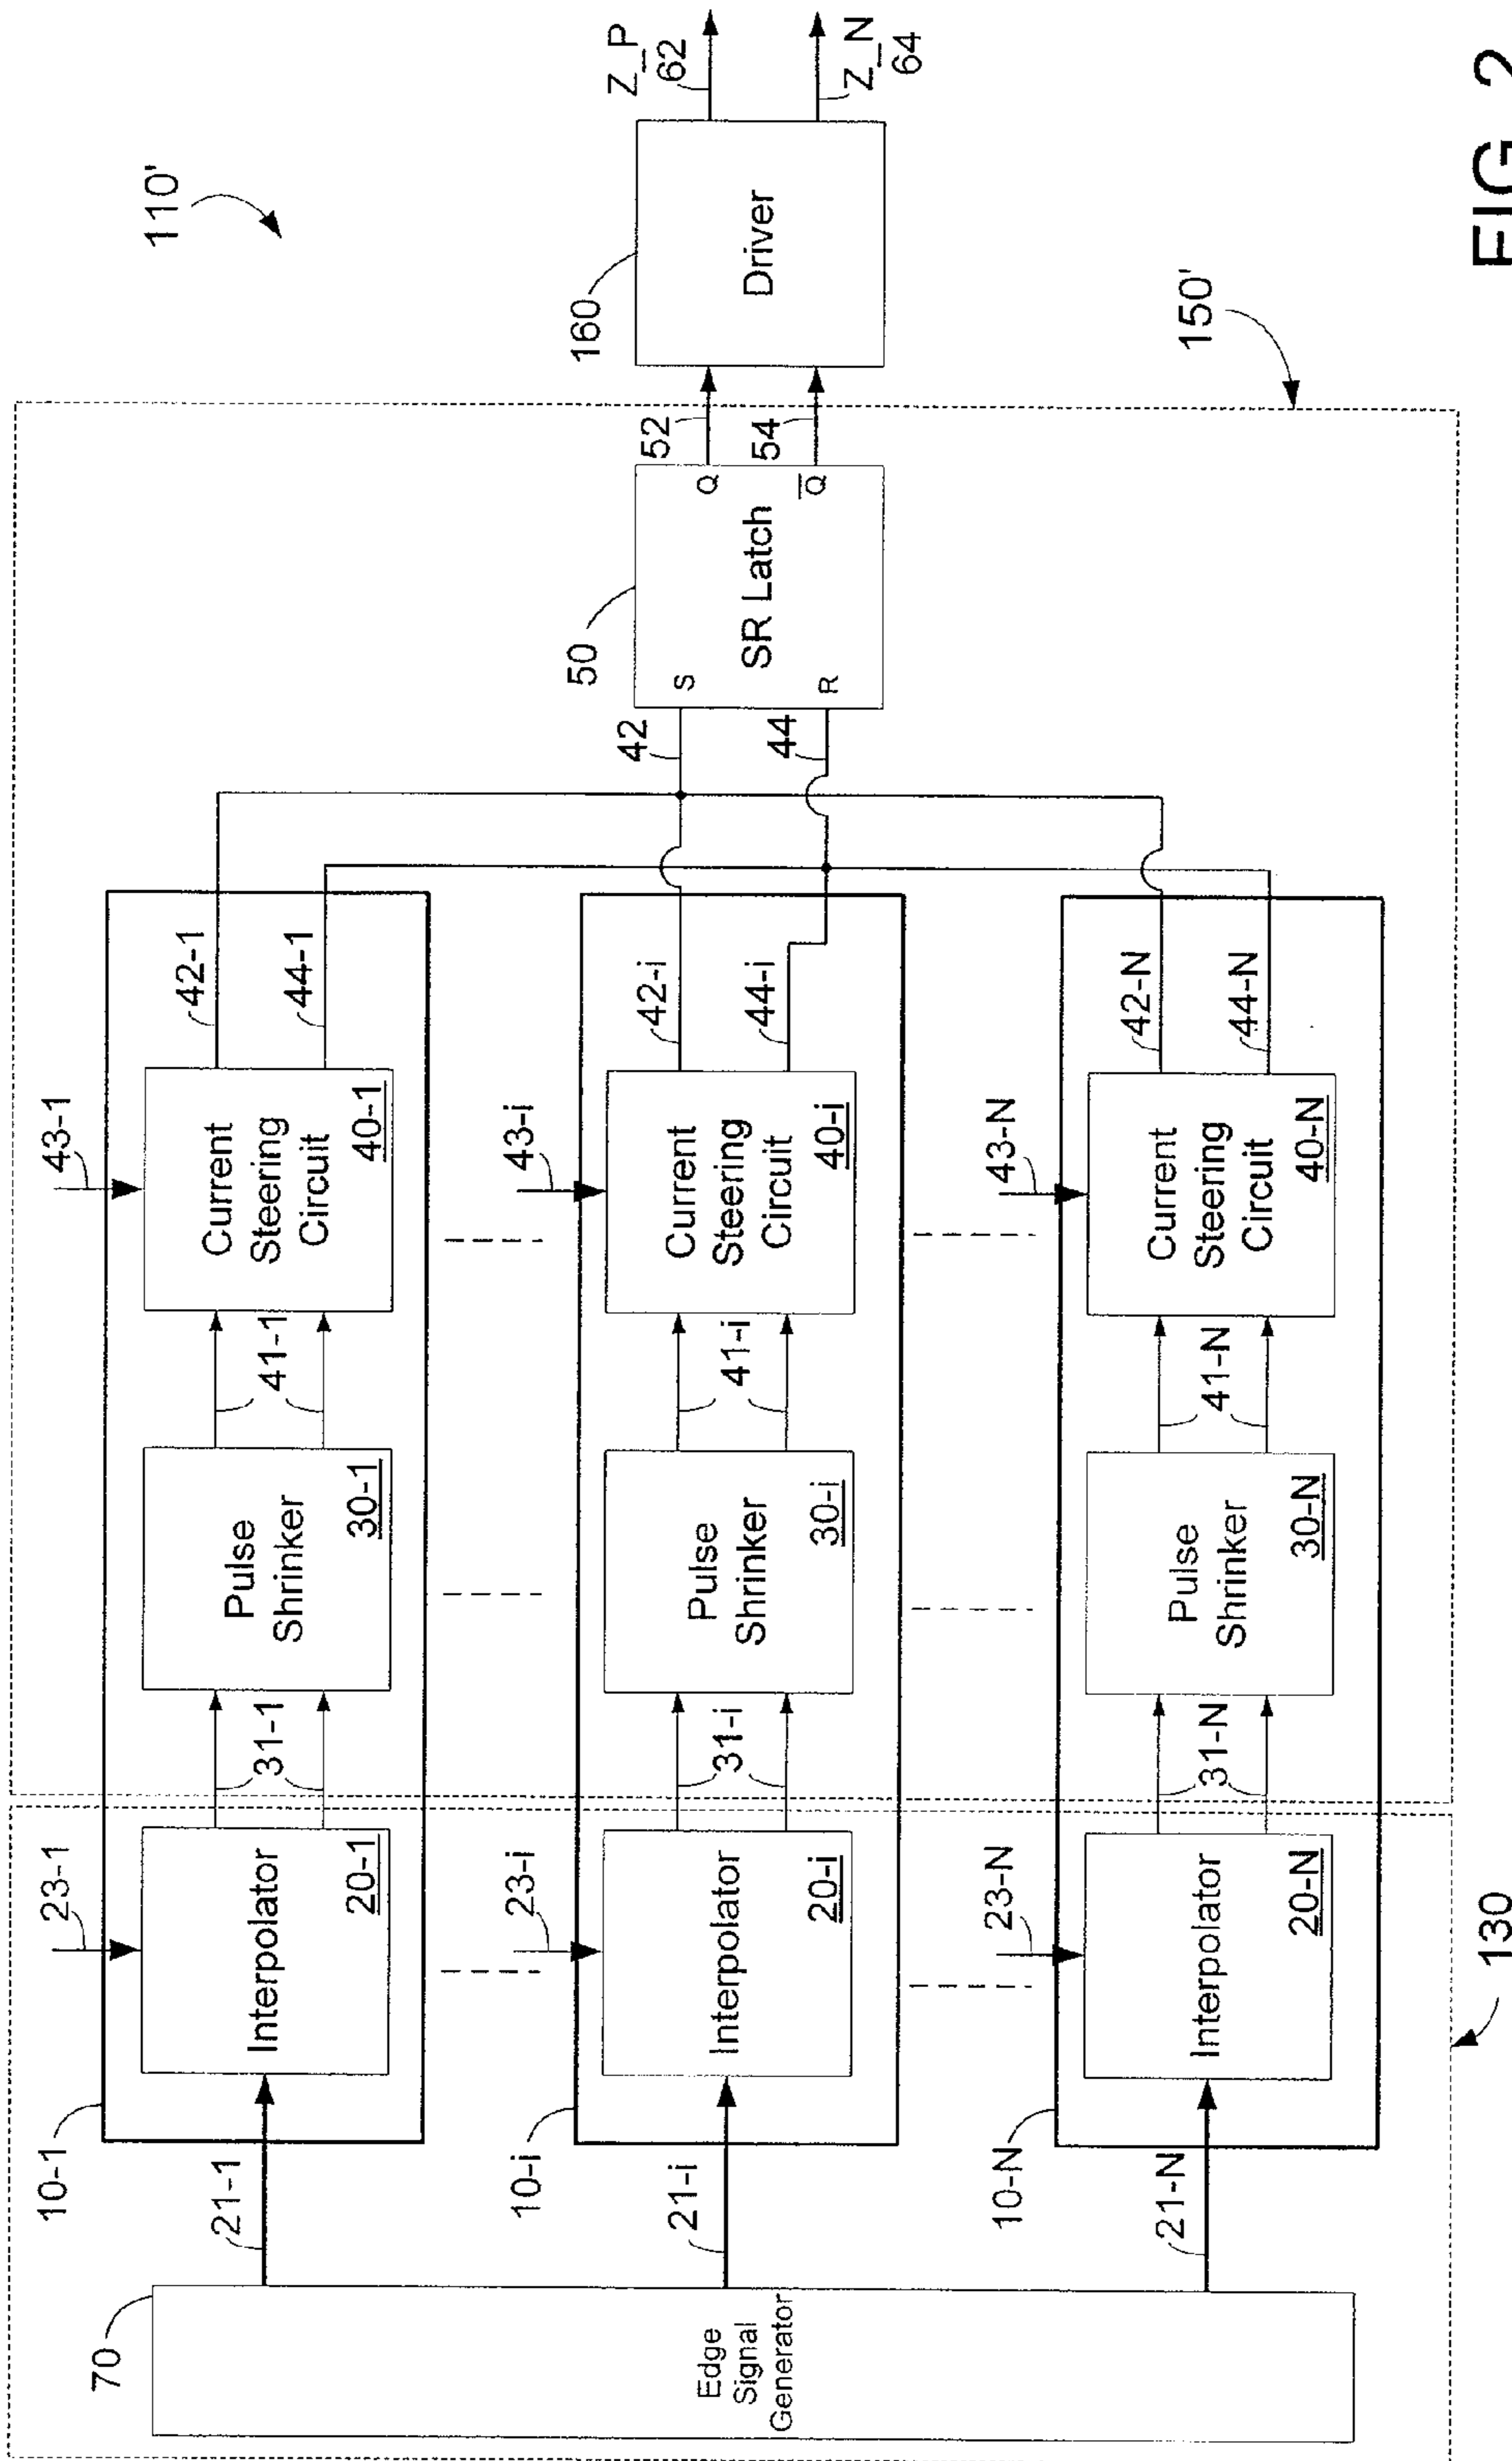 FIG. 2
110'
150'
130
70
Edge
Signal
Generator
10-1
21-1
23-1
Interpolator
20-1
31-1
Pulse
Shrinker
30-1
41-1
43-1
Current
Steering
Circuit
40-1
42-1
44-1
10-i
21-i
23-i
Interpolator
20-i
31-i
Pulse
Shrinker
30-i
41-i
43-i
Current
Steering
Circuit
40-i
42-i
44-i
10-N
21-N
23-N
Interpolator
20-N
31-N
Pulse
Shrinker
30-N
41-N
43-N
Current
Steering
Circuit
40-N
42-N
44-N
42
44
50
S
R
SR Latch
Q
Q̅
52
54
160
Driver
Z_P
62
Z_N
64